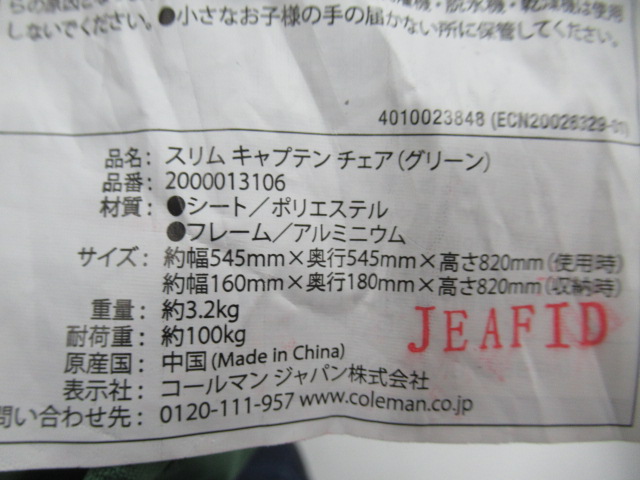 しないでください。●小さなお子様の手の届かない所に保管してください。
4010023848 (ECN20028329-00)
品名： スリム キャプテン チェア（グリーン）
品番： 2000013106
材質： ●シート／ポリエステル
●フレーム／アルミニウム
サイズ： 約幅545mm×奥行545mm×高さ820mm（使用時）
約幅160mm×奥行180mm×高さ820mm（収納時）
重量： 約3.2kg
耐荷重： 約100kg
JEAFID
原産国： 中国（Made in China）
表示社： コールマン ジャパン株式会社
問い合わせ先： 0120-111-957 www.coleman.co.jp